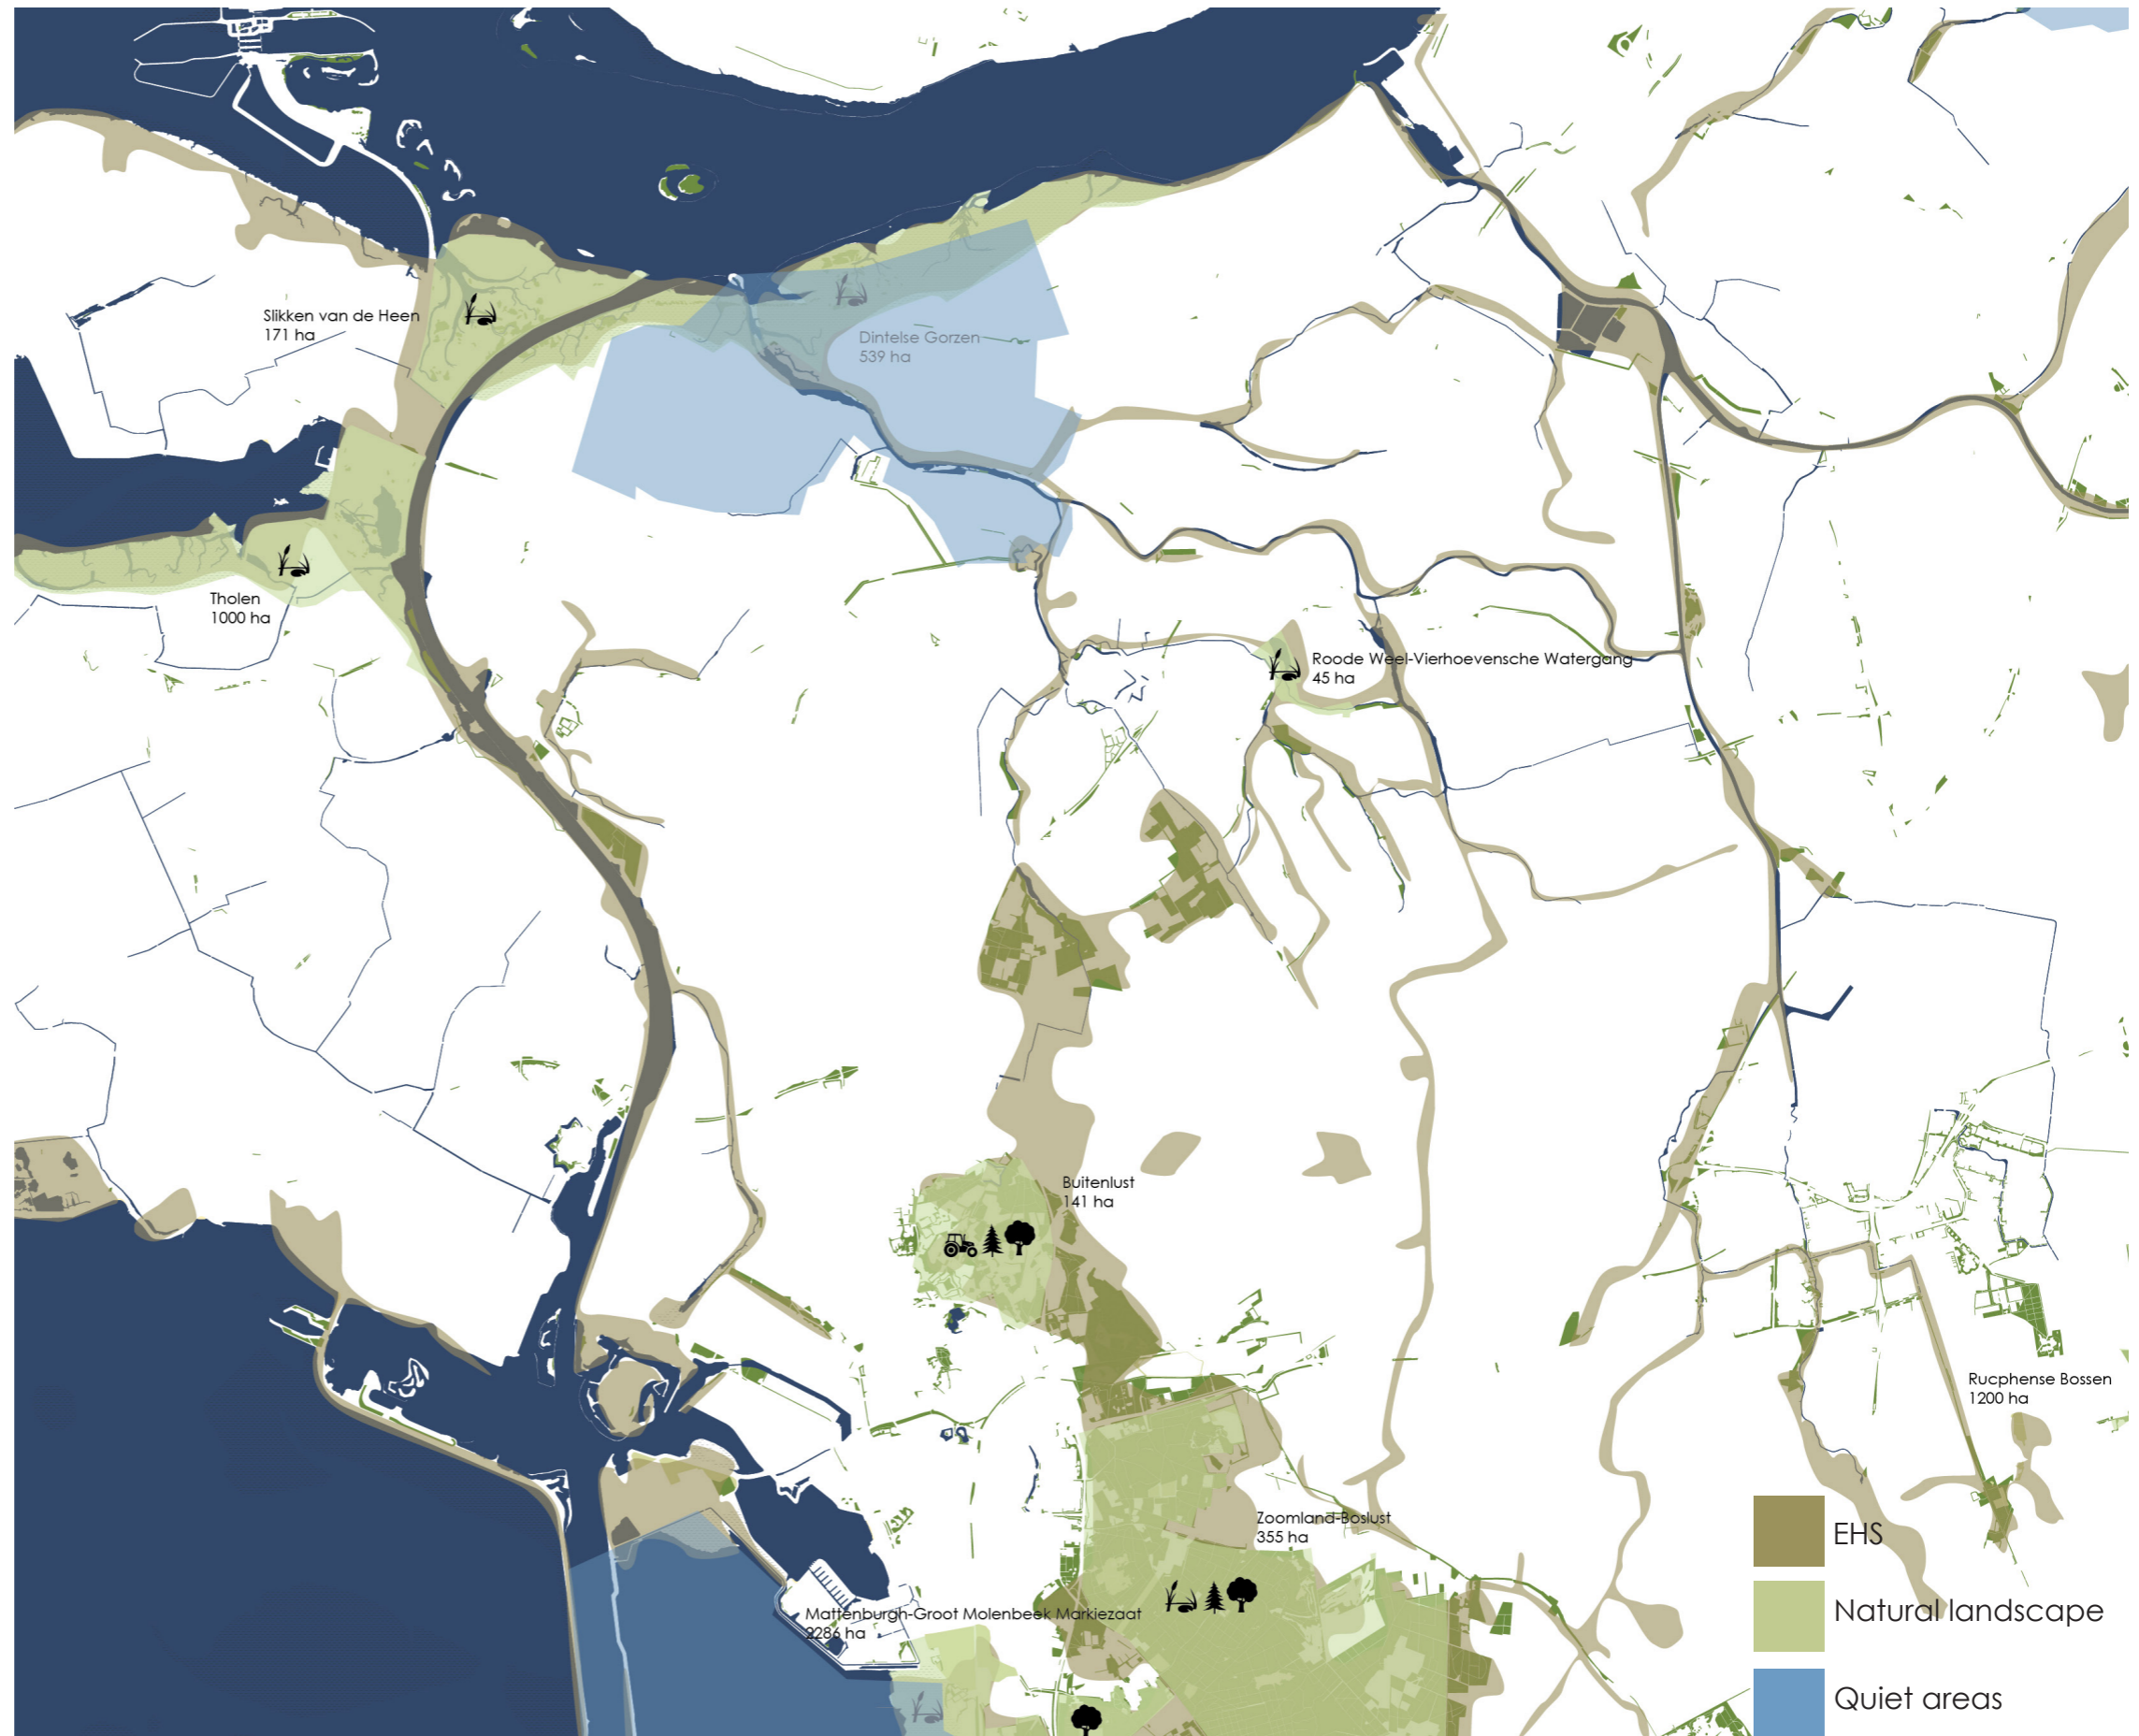 Slikken van de Heen
171 ha
Dintelse Gorzen
539 ha
Tholen
1000 ha
Roode Weel-Vierhoevensche Watergang
45 ha
Buitenlust
141 ha
Rucphense Bossen
1200 ha
Zoomland-Boslust
355 ha
Mattenburgh-Groot Molenbeek Markiezaat
2286 ha
EHS
Natural landscape
Quiet areas